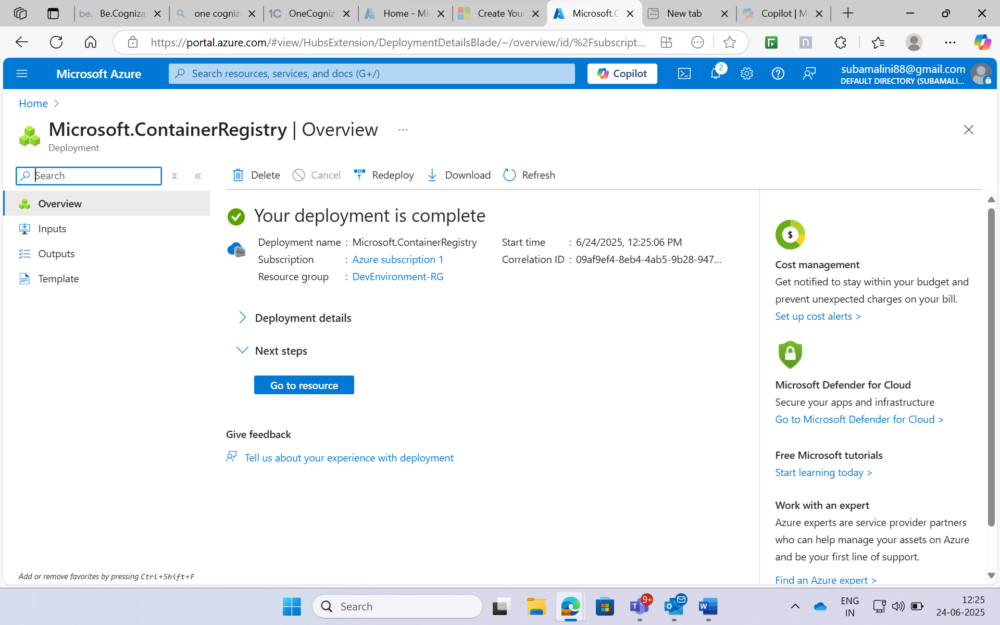 be. Be.Cogniza
one cogniz
1C OneCogniz
Home - Mic
Create Your
Microsoft.C
New tab
Copilot | Mi
https://portal.azure.com/#view/HubsExtension/DeploymentDetailsBlade/~/overview/id/%2Fsubscript...
Microsoft Azure
Search resources, services, and docs (G+/)
Copilot
2
subamalini88@gmail.com
DEFAULT DIRECTORY (SUBAMALI...
Home
Microsoft.ContainerRegistry | Overview ...
Deployment
Search
Delete
Cancel
Redeploy
Download
Refresh
Overview
Inputs
Outputs
Template
Your deployment is complete
Deployment name : Microsoft.ContainerRegistry
Subscription : Azure subscription 1
Resource group : DevEnvironment-RG
Start time : 6/24/2025, 12:25:06 PM
Correlation ID : 09af9ef4-8eb4-4ab5-9b28-947...
Deployment details
Next steps
Go to resource
Give feedback
Tell us about your experience with deployment
$
Cost management
Get notified to stay within your budget and
prevent unexpected charges on your bill.
Set up cost alerts >
Microsoft Defender for Cloud
Secure your apps and infrastructure
Go to Microsoft Defender for Cloud >
Free Microsoft tutorials
Start learning today >
Work with an expert
Azure experts are service provider partners
who can help manage your assets on Azure
and be your first line of support.
Find an Azure expert >
Add or remove favorites by pressing Ctrl+Shift+F
Search
9+
ENG
IN
12:25
24-06-2025